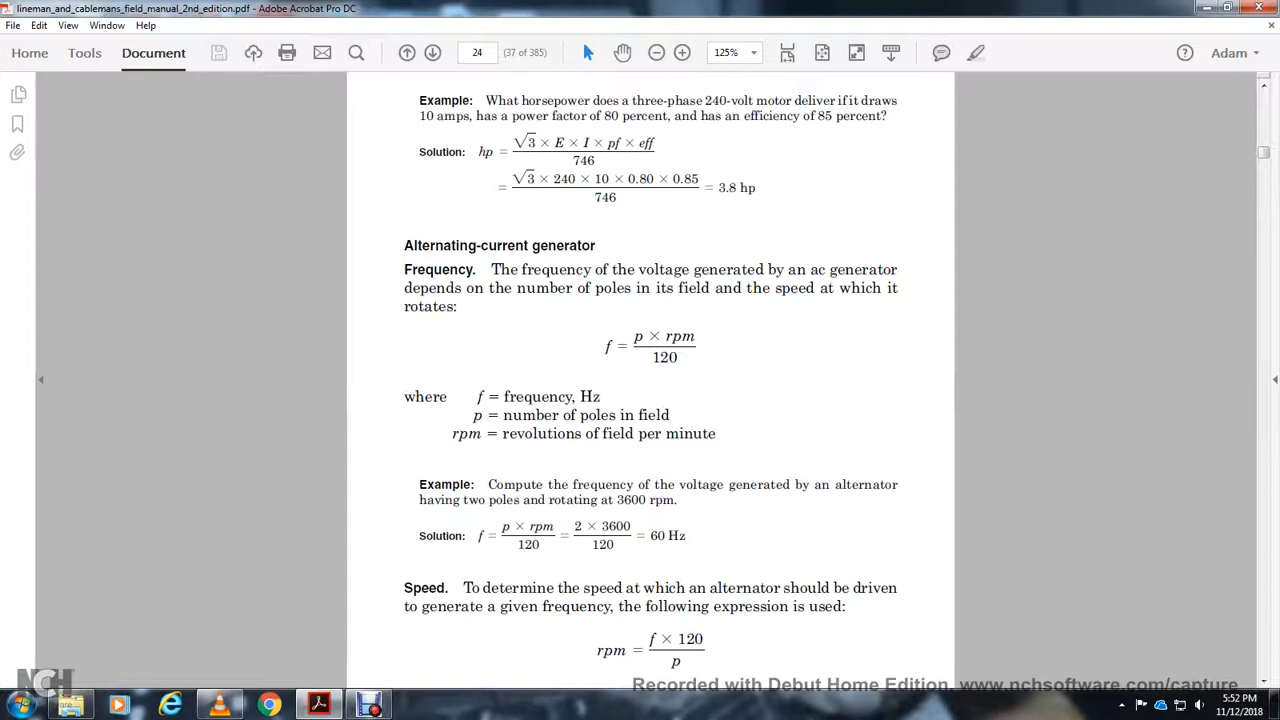 lineman_and_cablemans_field_manual_2nd_edition.pdf - Adobe Acrobat Pro DC
File Edit View Window Help
Home Tools Document 24 (37 of 385) 125% Adam
Example: What horsepower does a three-phase 240-volt motor deliver if it draws
10 amps, has a power factor of 80 percent, and has an efficiency of 85 percent?
Solution: hp = √3 × E × I × pf × eff / 746
= √3 × 240 × 10 × 0.80 × 0.85 / 746 = 3.8 hp
Alternating-current generator
Frequency. The frequency of the voltage generated by an ac generator
depends on the number of poles in its field and the speed at which it
rotates:
f = p × rpm / 120
where f = frequency, Hz
p = number of poles in field
rpm = revolutions of field per minute
Example: Compute the frequency of the voltage generated by an alternator
having two poles and rotating at 3600 rpm.
Solution: f = p × rpm / 120 = 2 × 3600 / 120 = 60 Hz
Speed. To determine the speed at which an alternator should be driven
to generate a given frequency, the following expression is used:
rpm = f × 120 / p
NCH
Recorded with Debut Home Edition. www.nchsoftware.com/capture
5:52 PM
11/12/2018